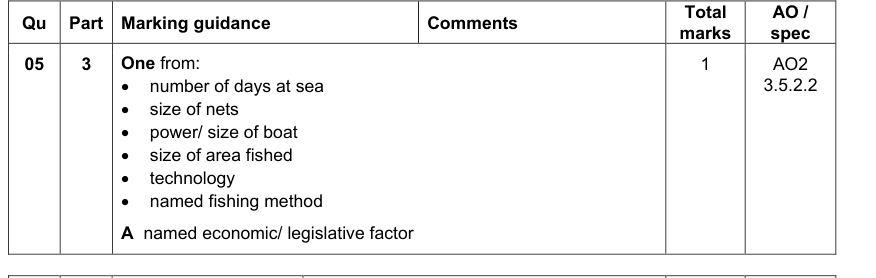 Qu Part Marking guidance Comments Total marks AO / spec
05 3 One from: 1 AO2
• number of days at sea 3.5.2.2
• size of nets
• power/ size of boat
• size of area fished
• technology
• named fishing method
A named economic/ legislative factor